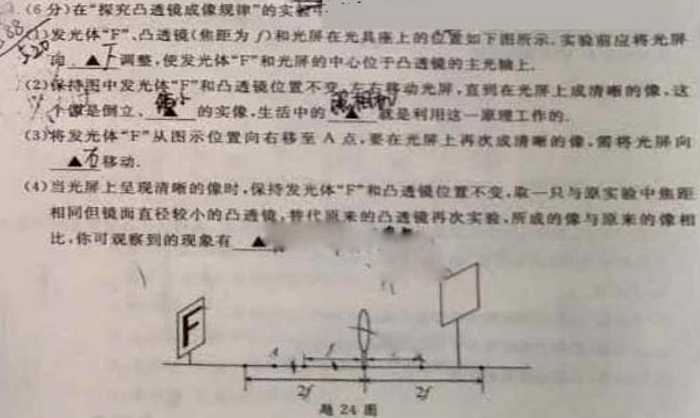 (6分)在“探究凸透镜成像规律”的实验中
(1)发光体“F”、凸透镜(焦距为f)和光屏在光具座上的位置如下图所示.实验前应将光屏
向 ▲下 调整,使发光体“F”和光屏的中心位于凸透镜的主光轴上.
(2)保持图中发光体“F”和凸透镜位置不变,左右移动光屏,直到在光屏上成清晰的像,这
个像是倒立、 缩小▲ 的实像,生活中的 照相机▲ 就是利用这一原理工作的.
(3)将发光体“F”从图示位置向右移至A点,要在光屏上再次成清晰的像,需将光屏向
▲右 移动.
(4)当光屏上呈现清晰的像时,保持发光体“F”和凸透镜位置不变,取一只与原实验中焦距
相同但镜面直径较小的凸透镜,替代原来的凸透镜再次实验,所成的像与原来的像相
比,你可观察到的现象有 ▲
F
A f
2f 2f
题24图